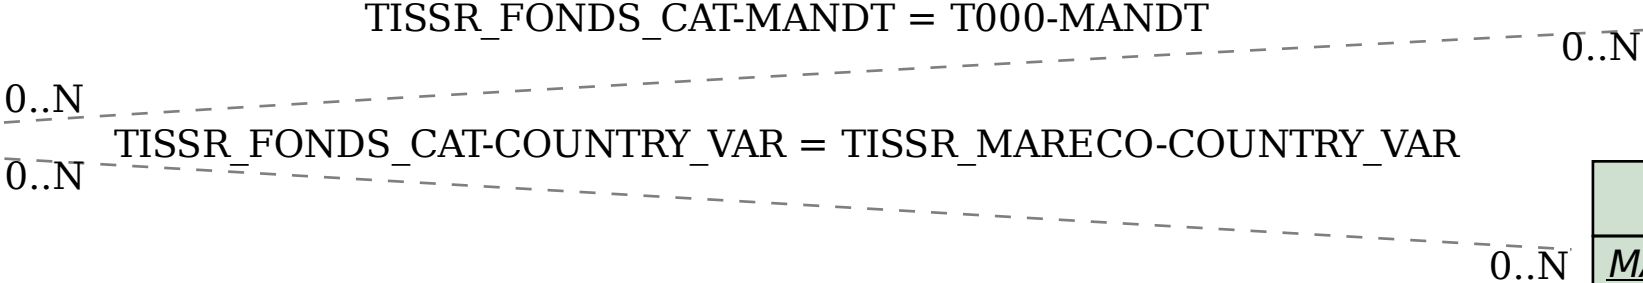 TISSR_FONDS_CAT-MANDT = T000-MANDT
0..N
0..N
TISSR_FONDS_CAT-COUNTRY_VAR = TISSR_MARECO-COUNTRY_VAR
0..N
0..N